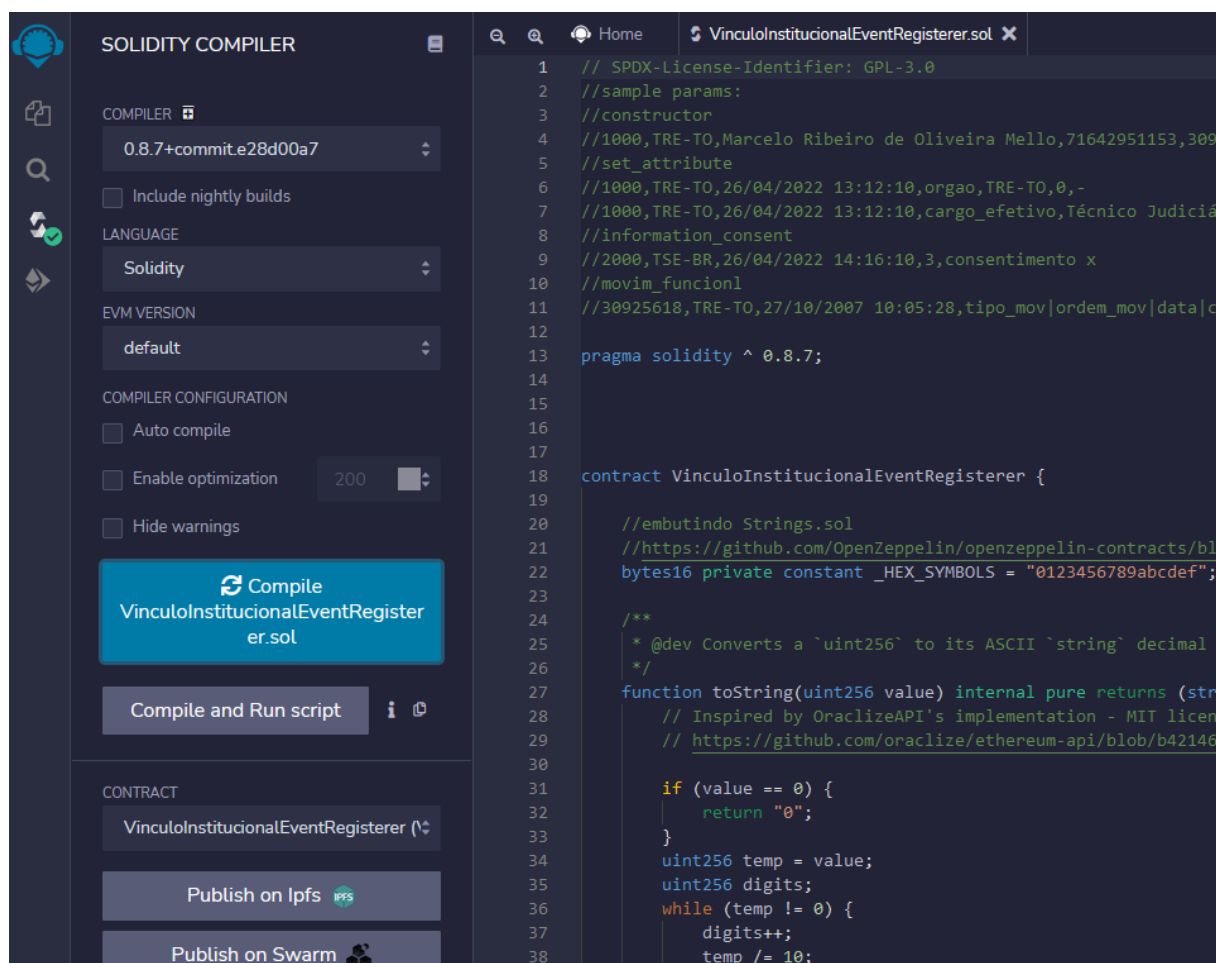 SOLIDITY COMPILER
COMPILER
0.8.7+commit.e28d00a7
Include nightly builds
LANGUAGE
Solidity
EVM VERSION
default
COMPILER CONFIGURATION
Auto compile
Enable optimization 200
Hide warnings
Compile
VinculoInstitucionalEventRegister
er.sol
Compile and Run script i
CONTRACT
VinculoInstitucionalEventRegisterer (
Publish on Ipfs IPFS
Publish on Swarm
Home VinculoInstitucionalEventRegisterer.sol
1 // SPDX-License-Identifier: GPL-3.0
2 //sample params:
3 //constructor
4 //1000,TRE-TO,Marcelo Ribeiro de Oliveira Mello,71642951153,309
5 //set_attribute
6 //1000,TRE-TO,26/04/2022 13:12:10,orgao,TRE-TO,0,-
7 //1000,TRE-TO,26/04/2022 13:12:10,cargo_efetivo,Técnico Judiciá
8 //information_consent
9 //2000,TSE-BR,26/04/2022 14:16:10,3,consentimento x
10 //movim_funcionl
11 //30925618,TRE-TO,27/10/2007 10:05:28,tipo_mov|ordem_mov|data|c
12
13 pragma solidity ^ 0.8.7;
14
15
16
17
18 contract VinculoInstitucionalEventRegisterer {
19
20 //embutindo Strings.sol
21 //https://github.com/OpenZeppelin/openzeppelin-contracts/bl
22 bytes16 private constant _HEX_SYMBOLS = "0123456789abcdef";
23
24 /**
25 * @dev Converts a `uint256` to its ASCII `string` decimal
26 */
27 function toString(uint256 value) internal pure returns (str
28 // Inspired by OraclizeAPI's implementation - MIT licen
29 // https://github.com/oraclize/ethereum-api/blob/b42146
30
31 if (value == 0) {
32 return "0";
33 }
34 uint256 temp = value;
35 uint256 digits;
36 while (temp != 0) {
37 digits++;
38 temp /= 10;